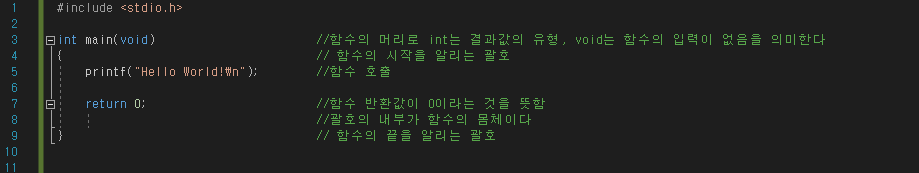 1 #include <stdio.h>
2
3 int main(void) //함수의 머리로 int는 결과값의 유형, void는 함수의 입력이 없음을 의미한다
4 { // 함수의 시작을 알리는 괄호
5 printf("Hello World!₩n"); //함수 호출
6
7 return 0; //함수 반환값이 0이라는 것을 뜻함
8 //괄호의 내부가 함수의 몸체이다
9 } // 함수의 끝을 알리는 괄호
10
11